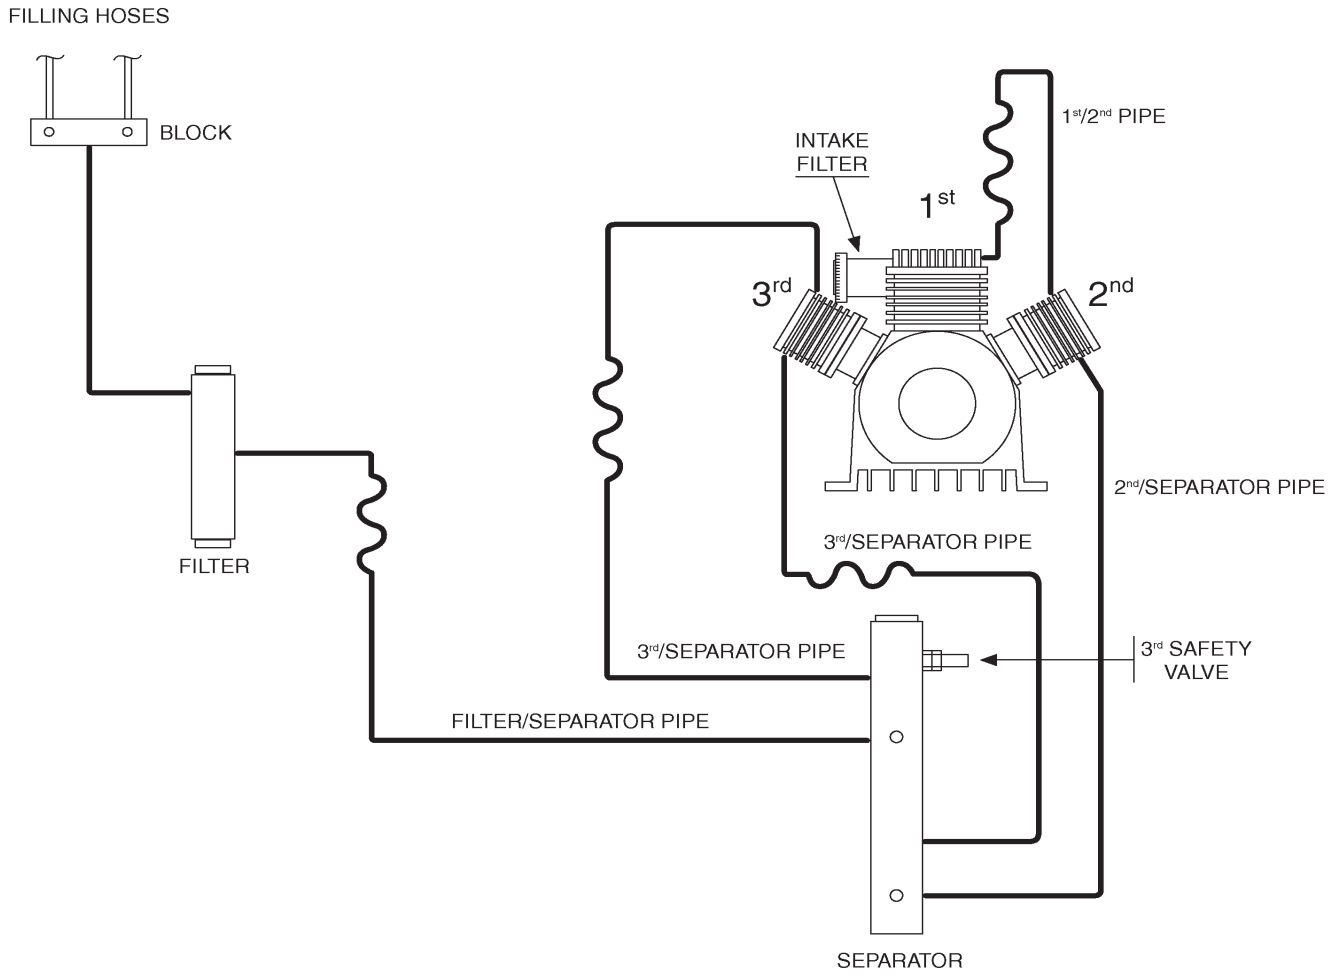 FILLING HOSES
BLOCK
1st/2nd PIPE
INTAKE
FILTER
1st
3rd
2nd
2nd/SEPARATOR PIPE
3rd/SEPARATOR PIPE
FILTER
3rd/SEPARATOR PIPE
3rd SAFETY
VALVE
FILTER/SEPARATOR PIPE
SEPARATOR